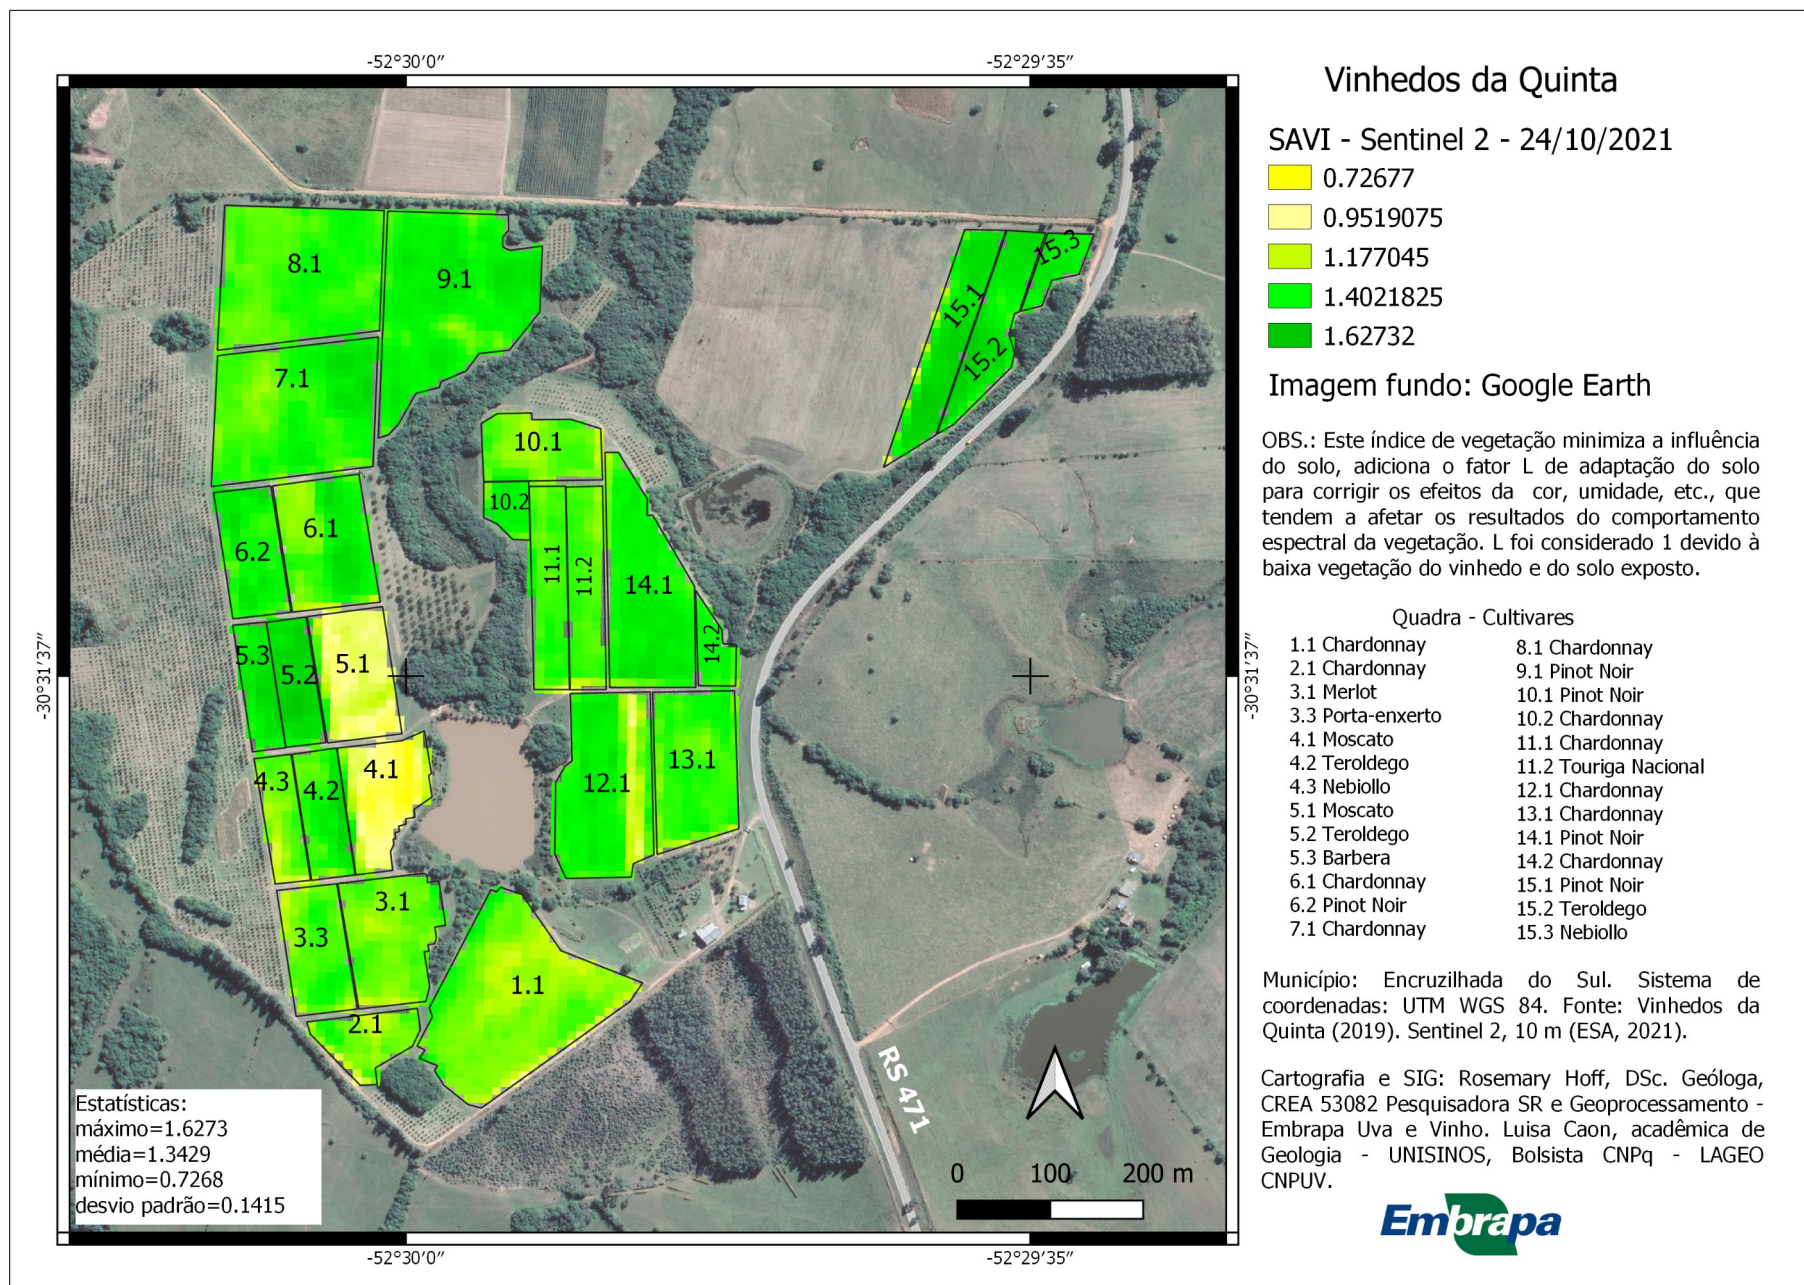 -52°30'0"
-52°29'35"
Vinhedos da Quinta
SAVI - Sentinel 2 - 24/10/2021
0.72677
0.9519075
1.177045
1.4021825
1.62732
Imagem fundo: Google Earth
OBS.: Este índice de vegetação minimiza a influência
do solo, adiciona o fator L de adaptação do solo
para corrigir os efeitos da cor, umidade, etc., que
tendem a afetar os resultados do comportamento
espectral da vegetação. L foi considerado 1 devido à
baixa vegetação do vinhedo e do solo exposto.
Quadra - Cultivares
1.1 Chardonnay
2.1 Chardonnay
3.1 Merlot
3.3 Porta-enxerto
4.1 Moscato
4.2 Teroldego
4.3 Nebiollo
5.1 Moscato
5.2 Teroldego
5.3 Barbera
6.1 Chardonnay
6.2 Pinot Noir
7.1 Chardonnay
8.1 Chardonnay
9.1 Pinot Noir
10.1 Pinot Noir
10.2 Chardonnay
11.1 Chardonnay
11.2 Touriga Nacional
12.1 Chardonnay
13.1 Chardonnay
14.1 Pinot Noir
14.2 Chardonnay
15.1 Pinot Noir
15.2 Teroldego
15.3 Nebiollo
Município: Encruzilhada do Sul. Sistema de
coordenadas: UTM WGS 84. Fonte: Vinhedos da
Quinta (2019). Sentinel 2, 10 m (ESA, 2021).
Cartografia e SIG: Rosemary Hoff, DSc. Geóloga,
CREA 53082 Pesquisadora SR e Geoprocessamento -
Embrapa Uva e Vinho. Luisa Caon, acadêmica de
Geologia - UNISINOS, Bolsista CNPq - LAGEO
CNPUV.
Embrapa
8.1
9.1
15.3
15.1
15.2
7.1
10.1
10.2
6.1
6.2
11.1
11.2
14.1
14.2
5.3
5.2
5.1
-30°31'37"
-30°31'37"
4.3
4.2
4.1
12.1
13.1
3.1
3.3
1.1
2.1
RS 471
Estatísticas:
máximo=1.6273
média=1.3429
mínimo=0.7268
desvio padrão=0.1415
0 100 200 m
-52°30'0"
-52°29'35"